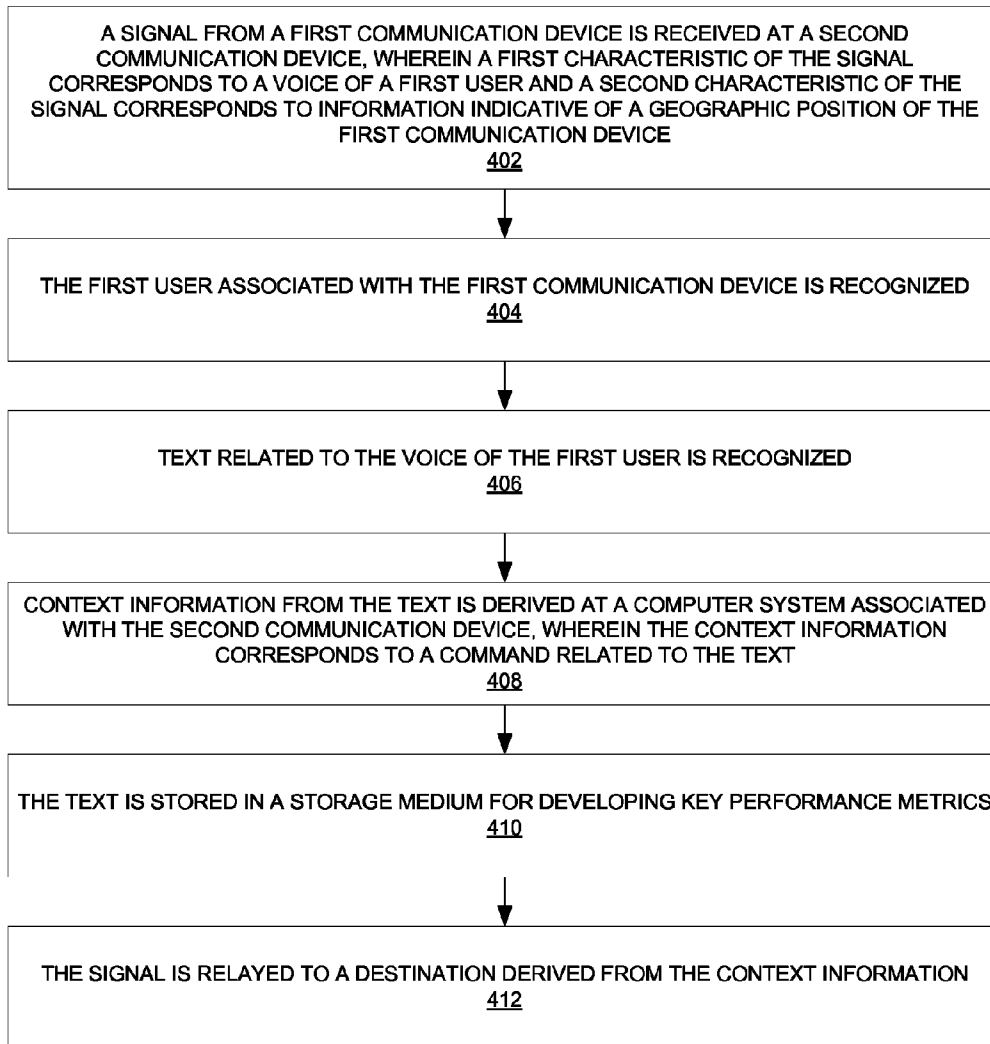 A SIGNAL FROM A FIRST COMMUNICATION DEVICE IS RECEIVED AT A SECOND
COMMUNICATION DEVICE, WHEREIN A FIRST CHARACTERISTIC OF THE SIGNAL
CORRESPONDS TO A VOICE OF A FIRST USER AND A SECOND CHARACTERISTIC OF THE
SIGNAL CORRESPONDS TO INFORMATION INDICATIVE OF A GEOGRAPHIC POSITION OF THE
FIRST COMMUNICATION DEVICE
402
THE FIRST USER ASSOCIATED WITH THE FIRST COMMUNICATION DEVICE IS RECOGNIZED
404
TEXT RELATED TO THE VOICE OF THE FIRST USER IS RECOGNIZED
406
CONTEXT INFORMATION FROM THE TEXT IS DERIVED AT A COMPUTER SYSTEM ASSOCIATED
WITH THE SECOND COMMUNICATION DEVICE, WHEREIN THE CONTEXT INFORMATION
CORRESPONDS TO A COMMAND RELATED TO THE TEXT
408
THE TEXT IS STORED IN A STORAGE MEDIUM FOR DEVELOPING KEY PERFORMANCE METRICS
410
THE SIGNAL IS RELAYED TO A DESTINATION DERIVED FROM THE CONTEXT INFORMATION
412